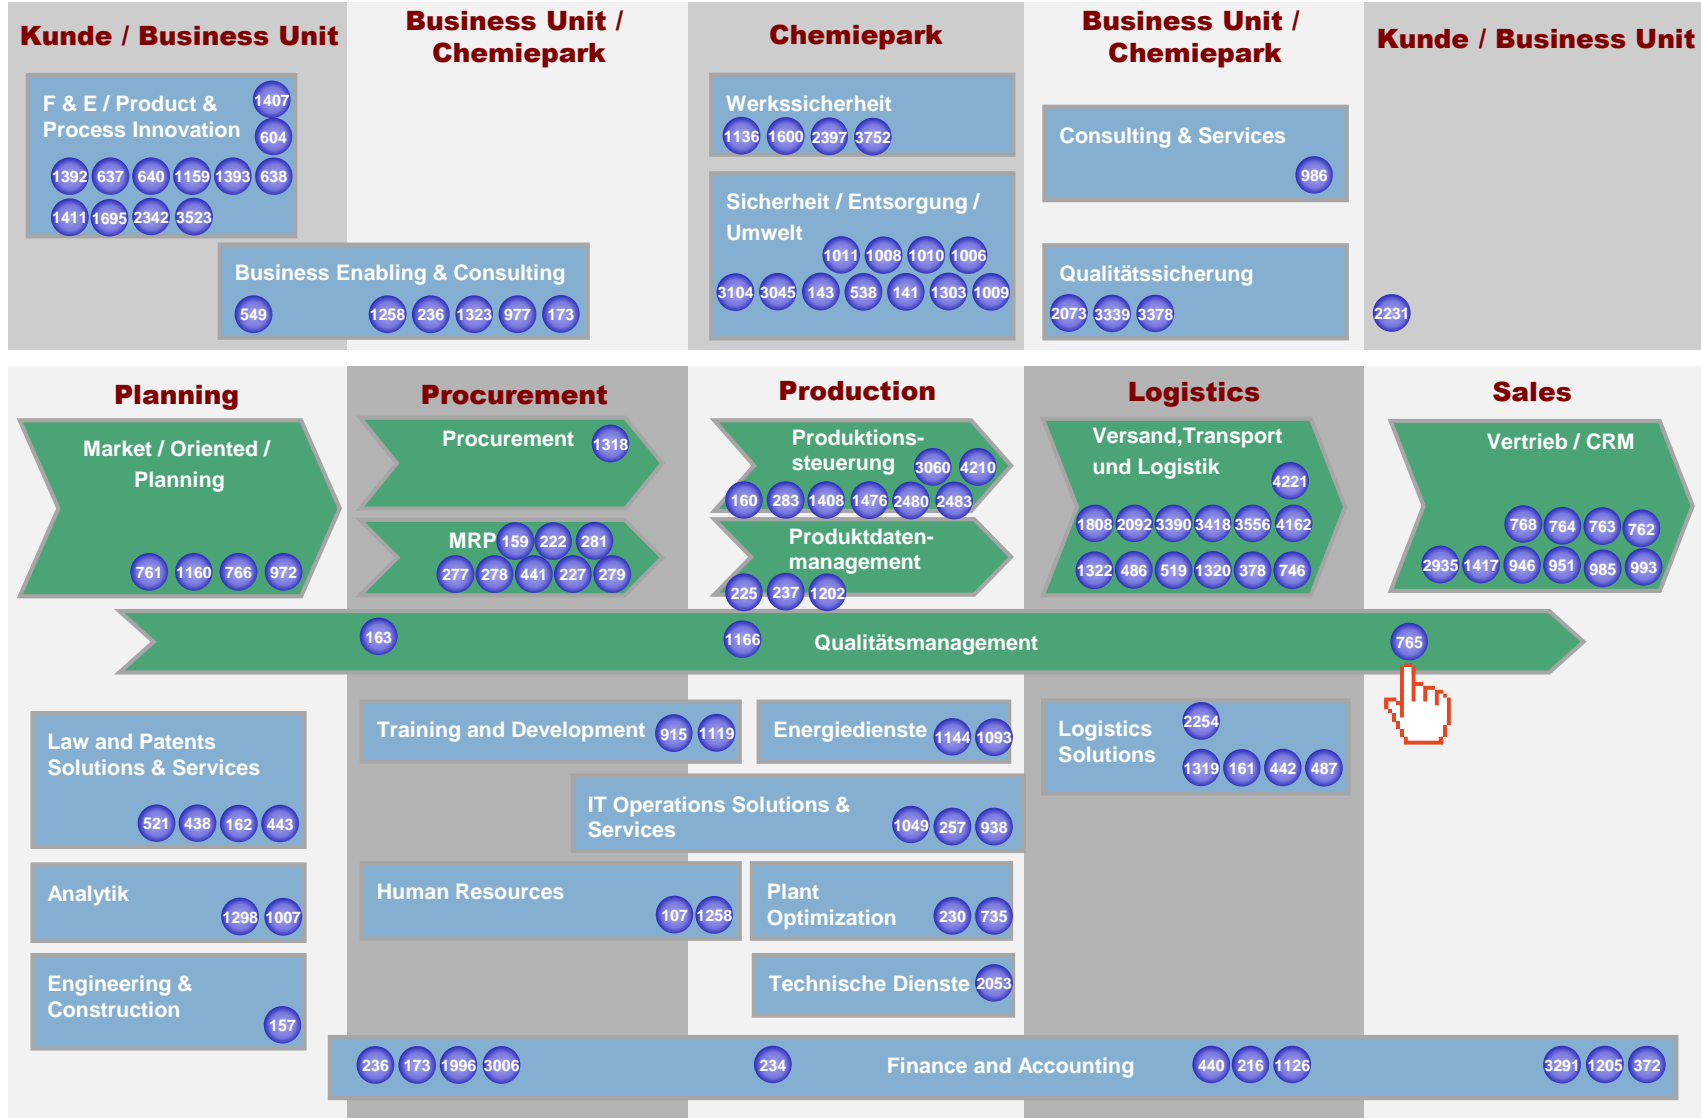 Kunde / Business Unit
Business Unit /
Chemiepark
Chemiepark
Business Unit /
Chemiepark
Kunde / Business Unit
F & E / Product &
Process Innovation
1407
604
1392 637 640 1159 1393 638
1411 1695 2342 3523
Business Enabling & Consulting
549 1258 236 1323 977 173
Werkssicherheit
1136 1600 2397 3752
Sicherheit / Entsorgung /
Umwelt
1011 1008 1010 1006
3104 3045 143 538 141 1303 1009
Consulting & Services
986
Qualitätssicherung
2073 3339 3378
2231
Planning
Procurement
Production
Logistics
Sales
Market / Oriented /
Planning
761 1160 766 972
Procurement
1318
MRP 159 222 281
277 278 441 227 279
Produktions-
steuerung
3060 4210
160 283 1408 1476 2480 2483
Produktdaten-
management
225 237 1202
Versand,Transport
und Logistik
4221
1808 2092 3390 3418 3556 4162
1322 486 519 1320 378 746
Vertrieb / CRM
768 764 763 762
2935 1417 946 951 985 993
163 1166 Qualitätsmanagement 765
Law and Patents
Solutions & Services
521 438 162 443
Analytik
1298 1007
Engineering &
Construction
157
Training and Development 915 1119
Energiedienste 1144 1093
IT Operations Solutions &
Services
1049 257 938
Human Resources
107 1258
Plant
Optimization
230 735
Technische Dienste 2053
Logistics
Solutions
2254
1319 161 442 487
236 173 1996 3006 234 Finance and Accounting 440 216 1126 3291 1205 372